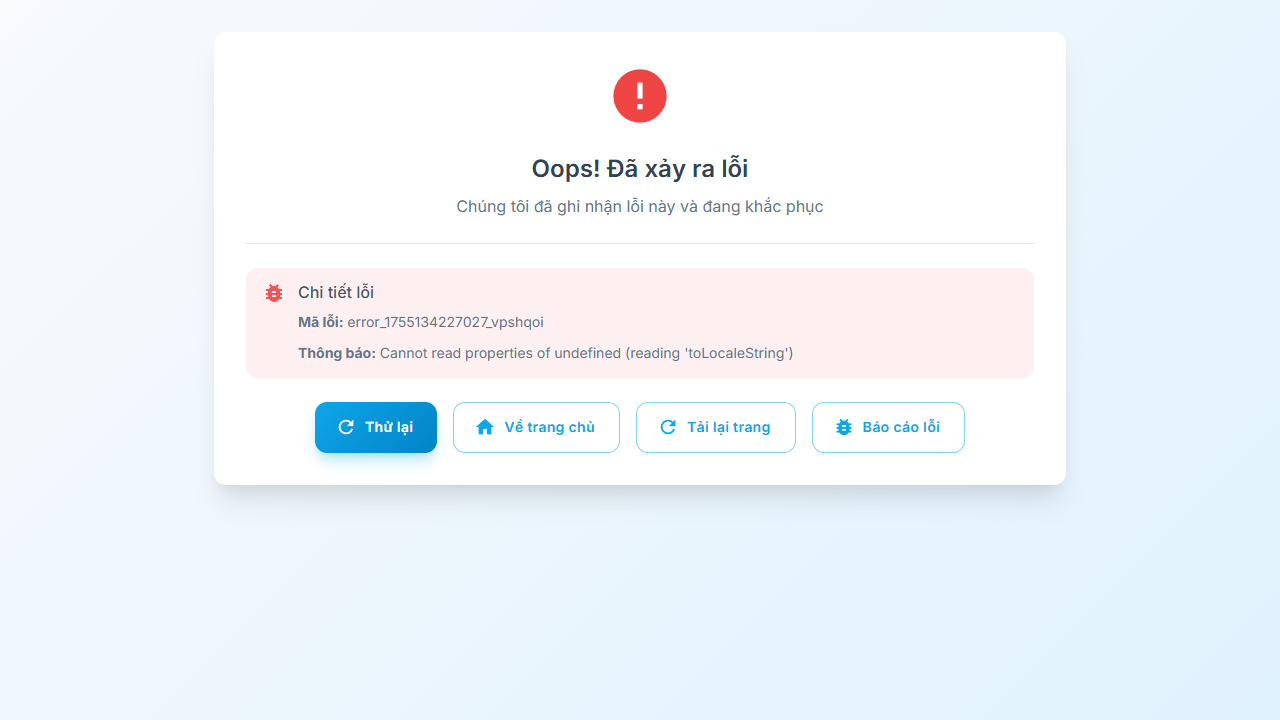 Oops! Đã xảy ra lỗi
Chúng tôi đã ghi nhận lỗi này và đang khắc phục
Chi tiết lỗi
Mã lỗi: error_1755134227027_vpshqoi
Thông báo: Cannot read properties of undefined (reading 'toLocaleString')
Thử lại
Về trang chủ
Tải lại trang
Báo cáo lỗi